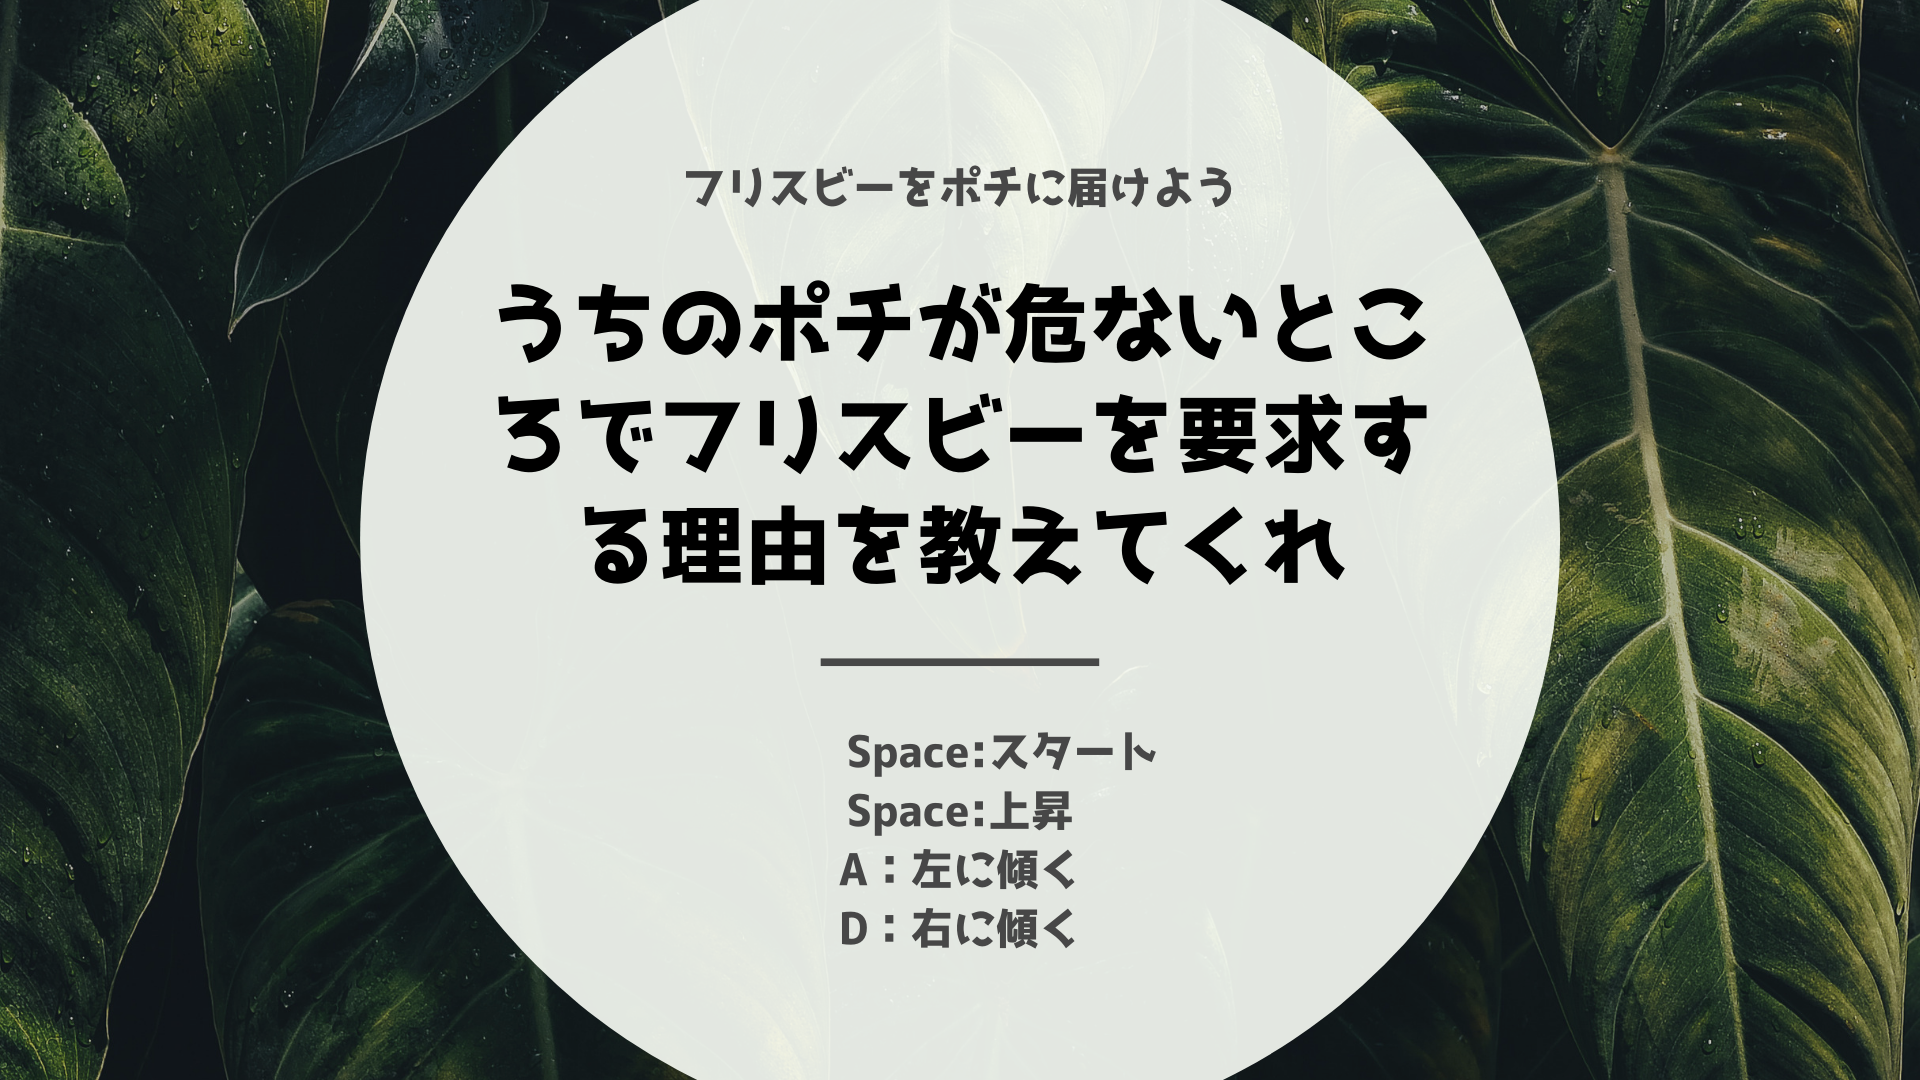 フリスビーをポチに届けよう
うちのポチが危ないとこ
ろでフリスビーを要求す
る理由を教えてくれ
Space:スタート
Space:上昇
A：左に傾く
D：右に傾く